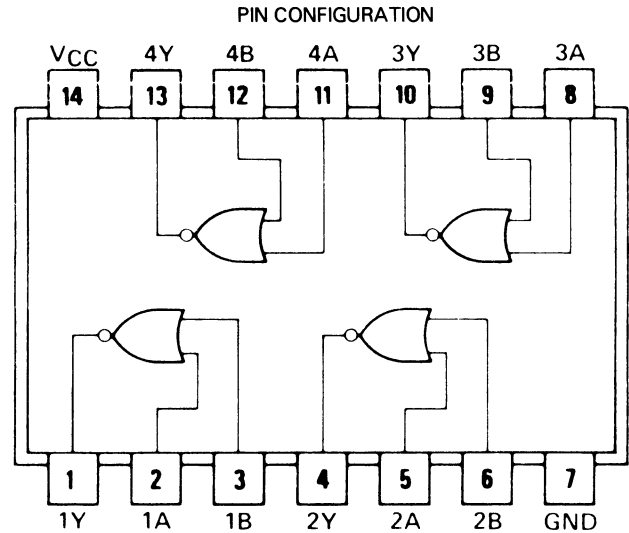 PIN CONFIGURATION
VCC 4Y 4B 4A 3Y 3B 3A
14 13 12 11 10 9 8
1 2 3 4 5 6 7
1Y 1A 1B 2Y 2A 2B GND